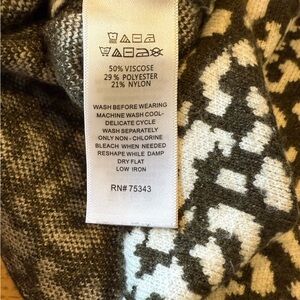 50% VISCOSE
29% POLYESTER
21% NYLON
WASH BEFORE WEARING
MACHINE WASH COOL-
DELICATE CYCLE
WASH SEPARATELY
ONLY NON - CHLORINE
BLEACH WHEN NEEDED
RESHAPE WHILE DAMP
DRY FLAT
LOW IRON
RN# 75343